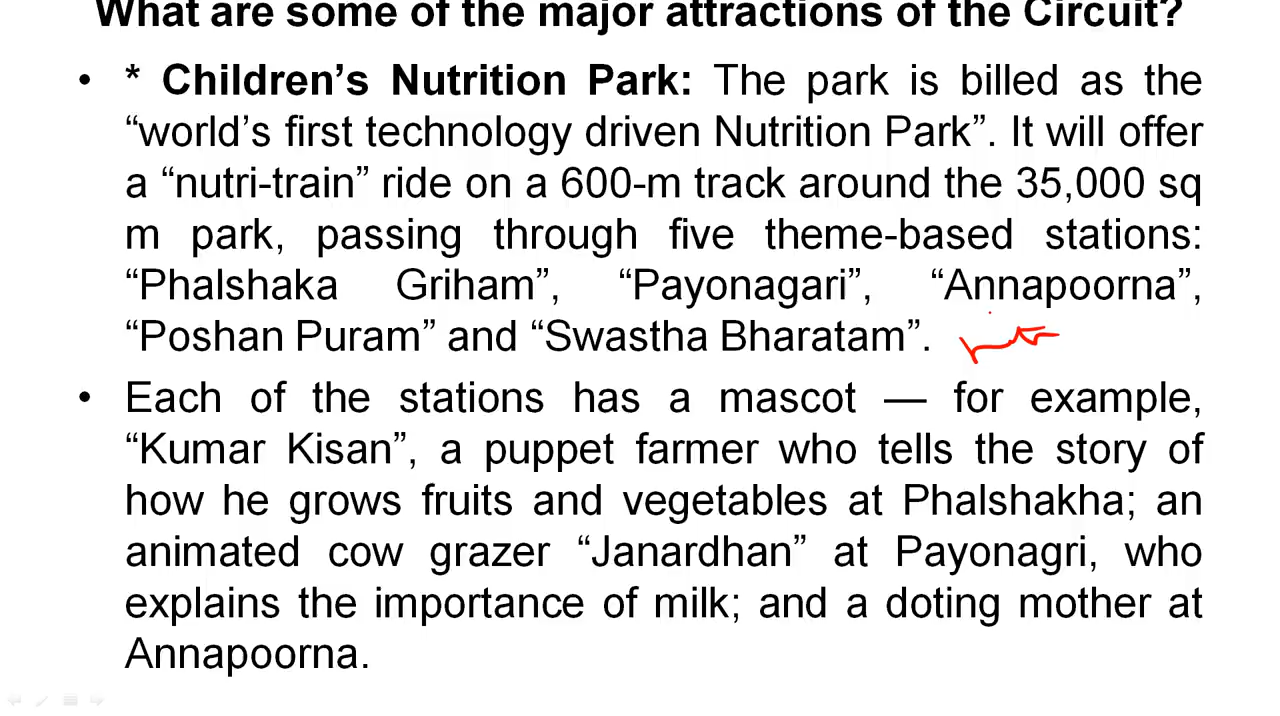 What are some of the major attractions of the Circuit?
• * Children’s Nutrition Park: The park is billed as the
“world’s first technology driven Nutrition Park”. It will offer
a “nutri-train” ride on a 600-m track around the 35,000 sq
m park, passing through five theme-based stations:
“Phalshaka Griham”, “Payonagari”, “Annapoorna”,
“Poshan Puram” and “Swastha Bharatam”.
• Each of the stations has a mascot — for example,
“Kumar Kisan”, a puppet farmer who tells the story of
how he grows fruits and vegetables at Phalshakha; an
animated cow grazer “Janardhan” at Payonagri, who
explains the importance of milk; and a doting mother at
Annapoorna.